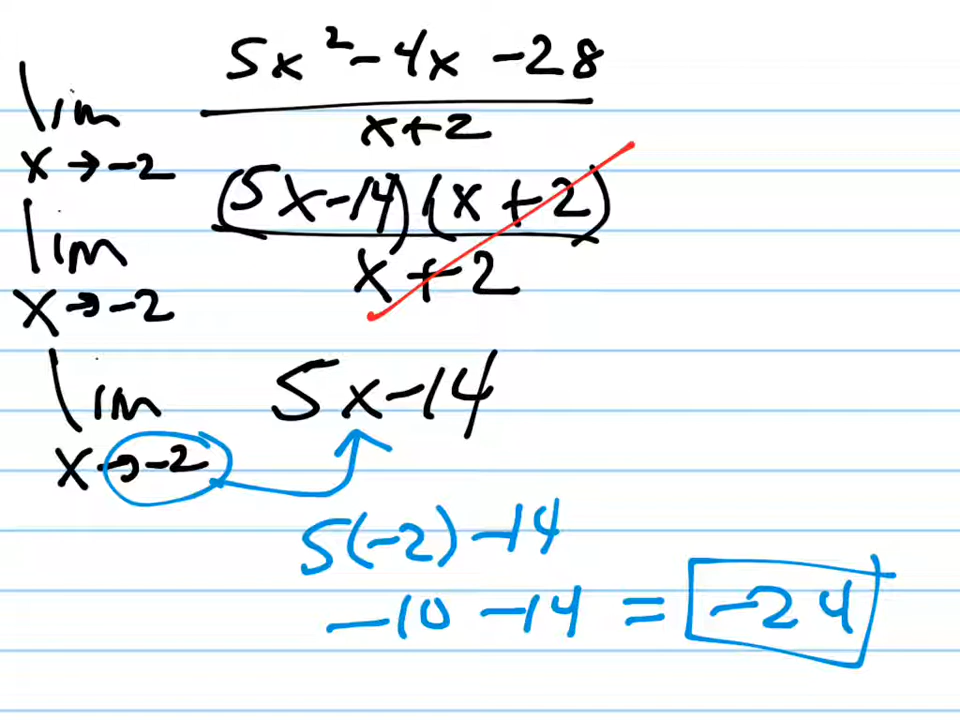 5x² - 4x - 28
lim
x + 2
x → -2
(5x - 14)(x + 2)
lim
x + 2
x → -2
lim 5x - 14
x → -2
5(-2) - 14
-10 - 14 = -24